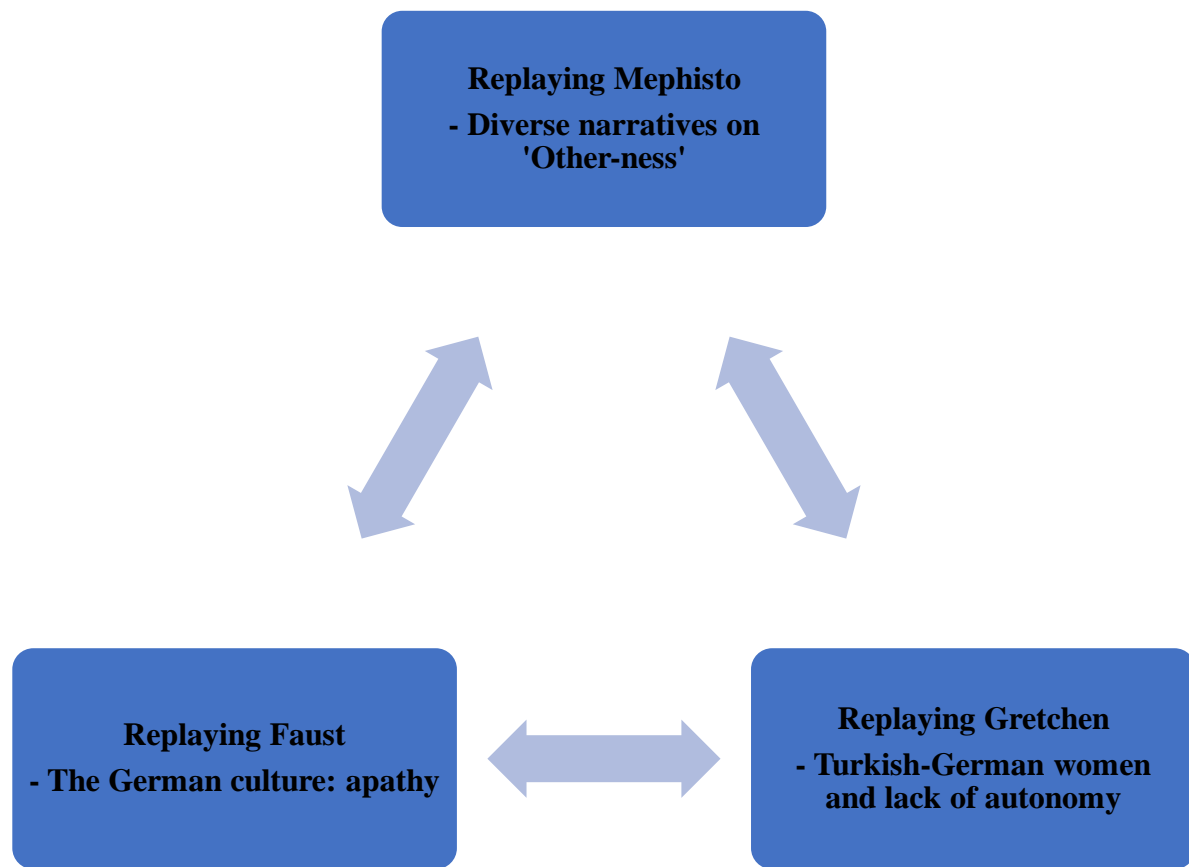 Replaying Mephisto
- Diverse narratives on
'Other-ness'
Replaying Faust
- The German culture: apathy
Replaying Gretchen
- Turkish-German women
and lack of autonomy